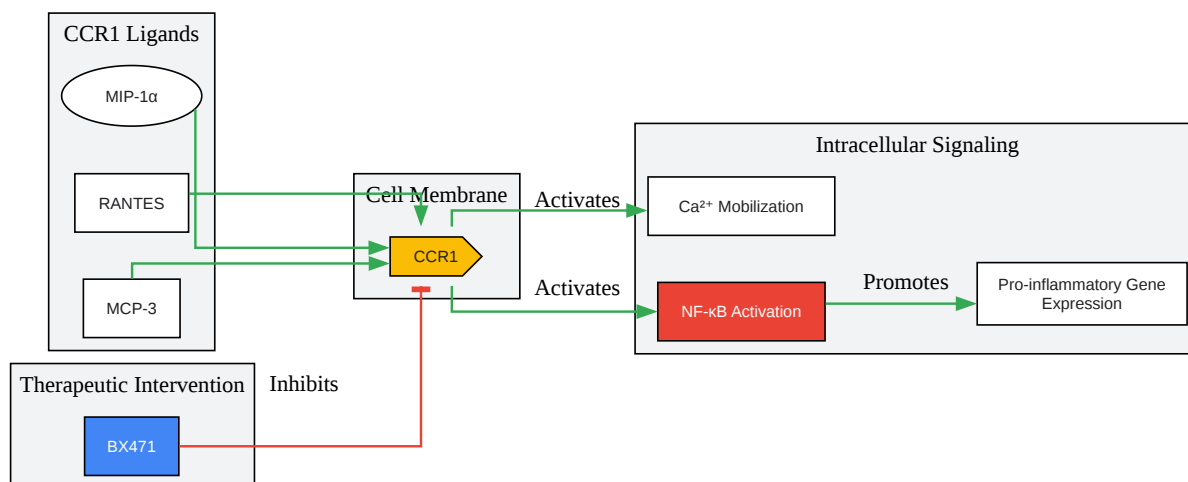 CCR1 Ligands
MIP-1α
RANTES
MCP-3
Cell Membrane
CCR1
Activates
Activates
Intracellular Signaling
Ca²⁺ Mobilization
NF-κB Activation
Promotes
Pro-inflammatory Gene
Expression
Therapeutic Intervention
Inhibits
BX471